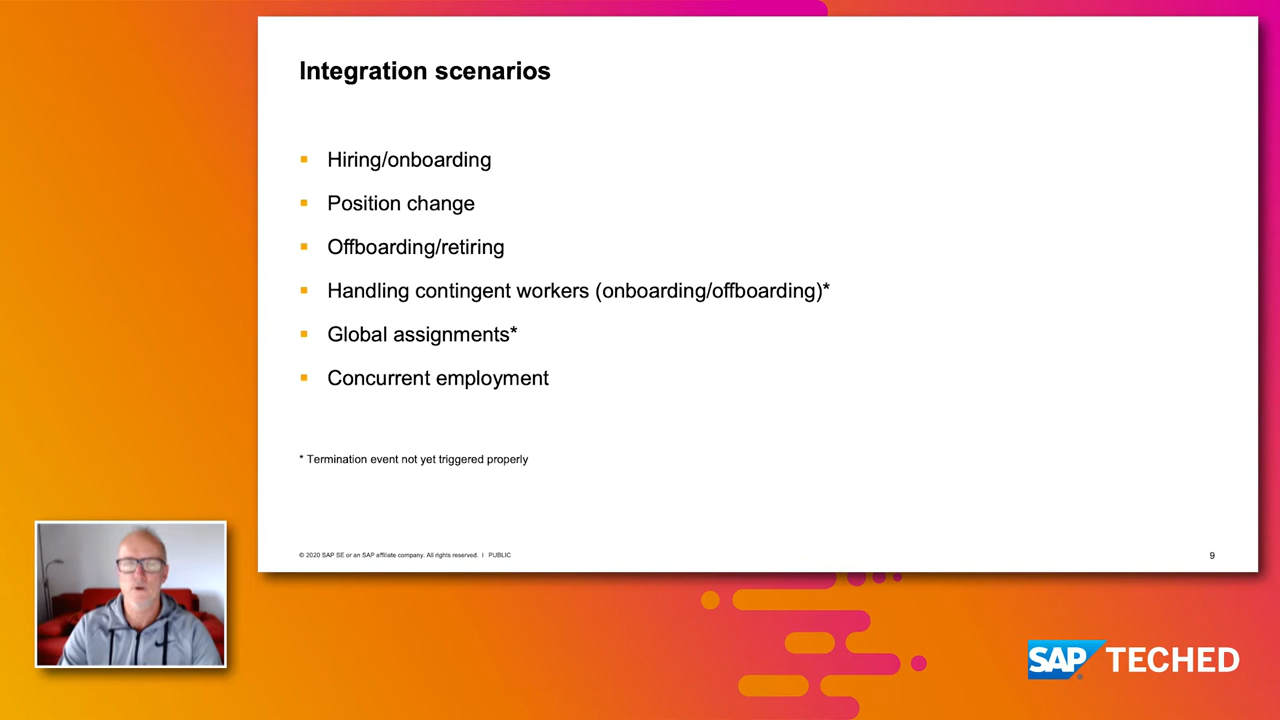 Integration scenarios
▪ Hiring/onboarding
▪ Position change
▪ Offboarding/retiring
▪ Handling contingent workers (onboarding/offboarding)*
▪ Global assignments*
▪ Concurrent employment
* Termination event not yet triggered properly
© 2020 SAP SE or an SAP affiliate company. All rights reserved. | PUBLIC
9
SAP TECHED